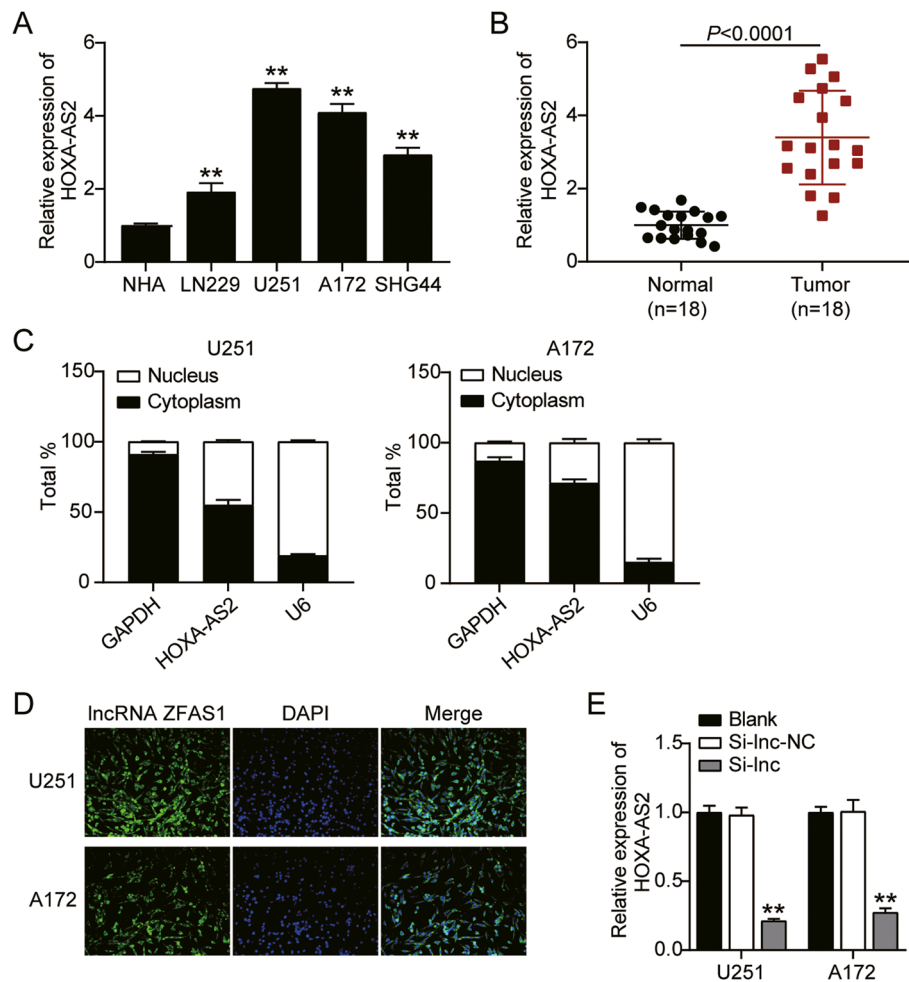 A
Relative expression of
HOXA-AS2
6
4
2
0
**
**
**
**
NHA LN229 U251 A172 SHG44
B
Relative expression of
HOXA-AS2
6
4
2
0
P<0.0001
Normal
(n=18)
Tumor
(n=18)
C
U251
Total %
150
100
50
0
Nucleus
Cytoplasm
GAPDH
HOXA-AS2
U6
A172
Total %
150
100
50
0
Nucleus
Cytoplasm
GAPDH
HOXA-AS2
U6
D
lncRNA ZFAS1 DAPI Merge
U251
A172
E
Blank
Si-lnc-NC
Si-lnc
Relative expression of
HOXA-AS2
1.5
1.0
0.5
0.0
**
**
U251 A172